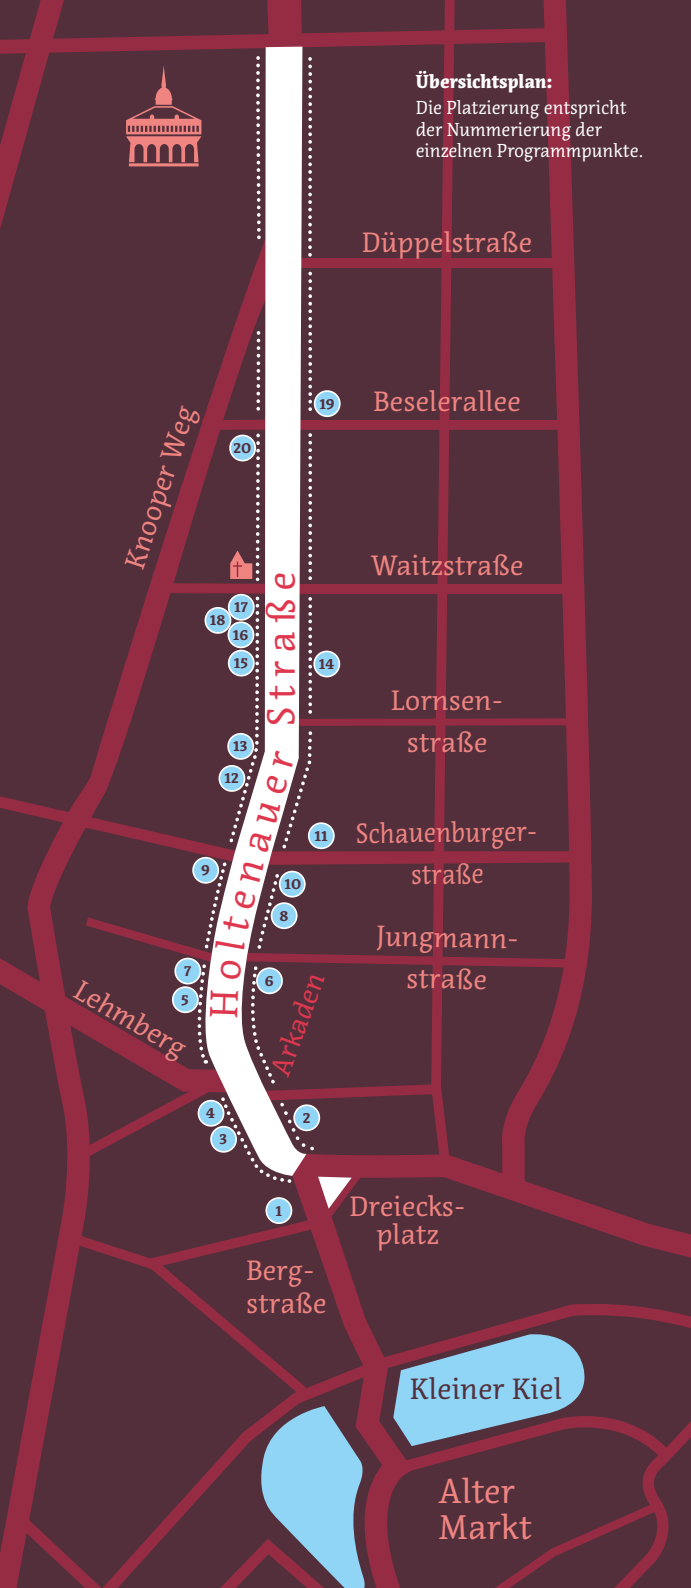 Übersichtsplan:
Die Platzierung entspricht
der Nummerierung der
einzelnen Programmpunkte.
Düppelstraße
19
Beselerallee
20
Knooper Weg
Waitzstraße
17
18
16
15
14
Holtenauer Straße
Lornsen-
straße
13
12
11
Schauenburger-
straße
9
10
8
Jungmann-
straße
7
6
5
Lehmberg
Arkaden
4
2
3
1
Dreiecks-
platz
Berg-
straße
Kleiner Kiel
Alter
Markt